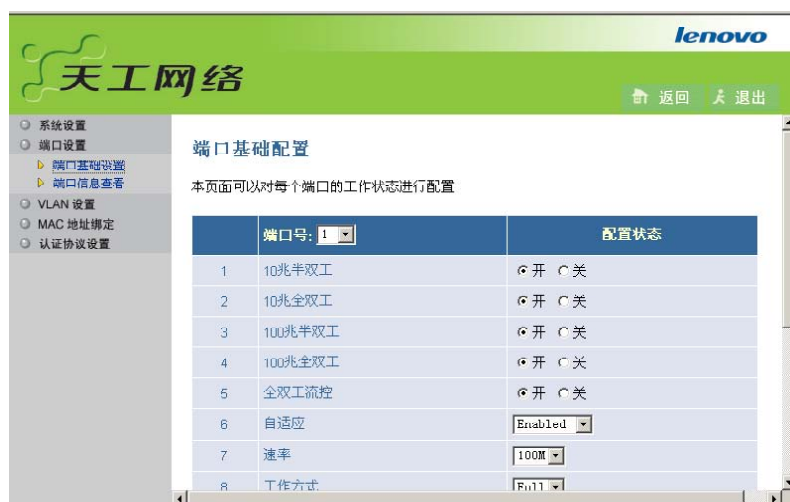 lenovo
天工网络
返回 退出
系统设置
端口设置
端口基础设置
端口信息查看
VLAN 设置
MAC 地址绑定
认证协议设置
端口基础配置
本页面可以对每个端口的工作状态进行配置
端口号: 1 配置状态
1 10兆半双工 开 关
2 10兆全双工 开 关
3 100兆半双工 开 关
4 100兆全双工 开 关
5 全双工流控 开 关
6 自适应 Enabled
7 速率 100M
8 工作方式 Full